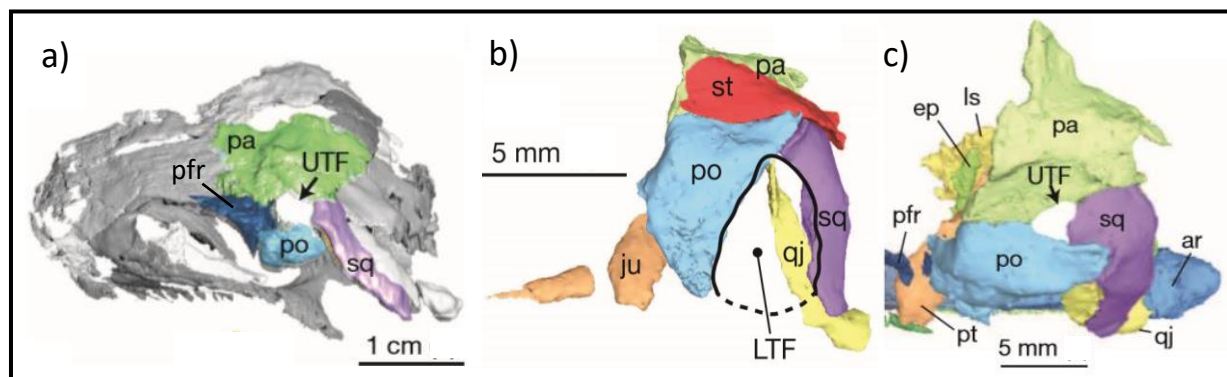 a)
pa
UTF
pfr
po
sq
1 cm
b)
pa
st
5 mm
po
sq
ju
qj
LTF
c)
ls
ep
pa
UTF
sq
pfr
po
ar
pt
qj
5 mm